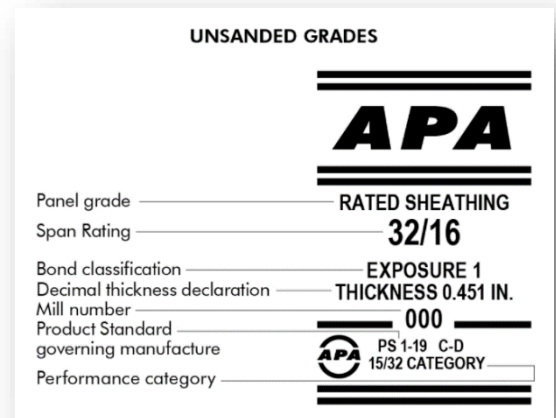 UNSANDED GRADES
APA
Panel grade RATED SHEATHING
Span Rating 32/16
Bond classification EXPOSURE 1
Decimal thickness declaration THICKNESS 0.451 IN.
Mill number 000
Product Standard
governing manufacture APA PS 1-19 C-D
15/32 CATEGORY
Performance category